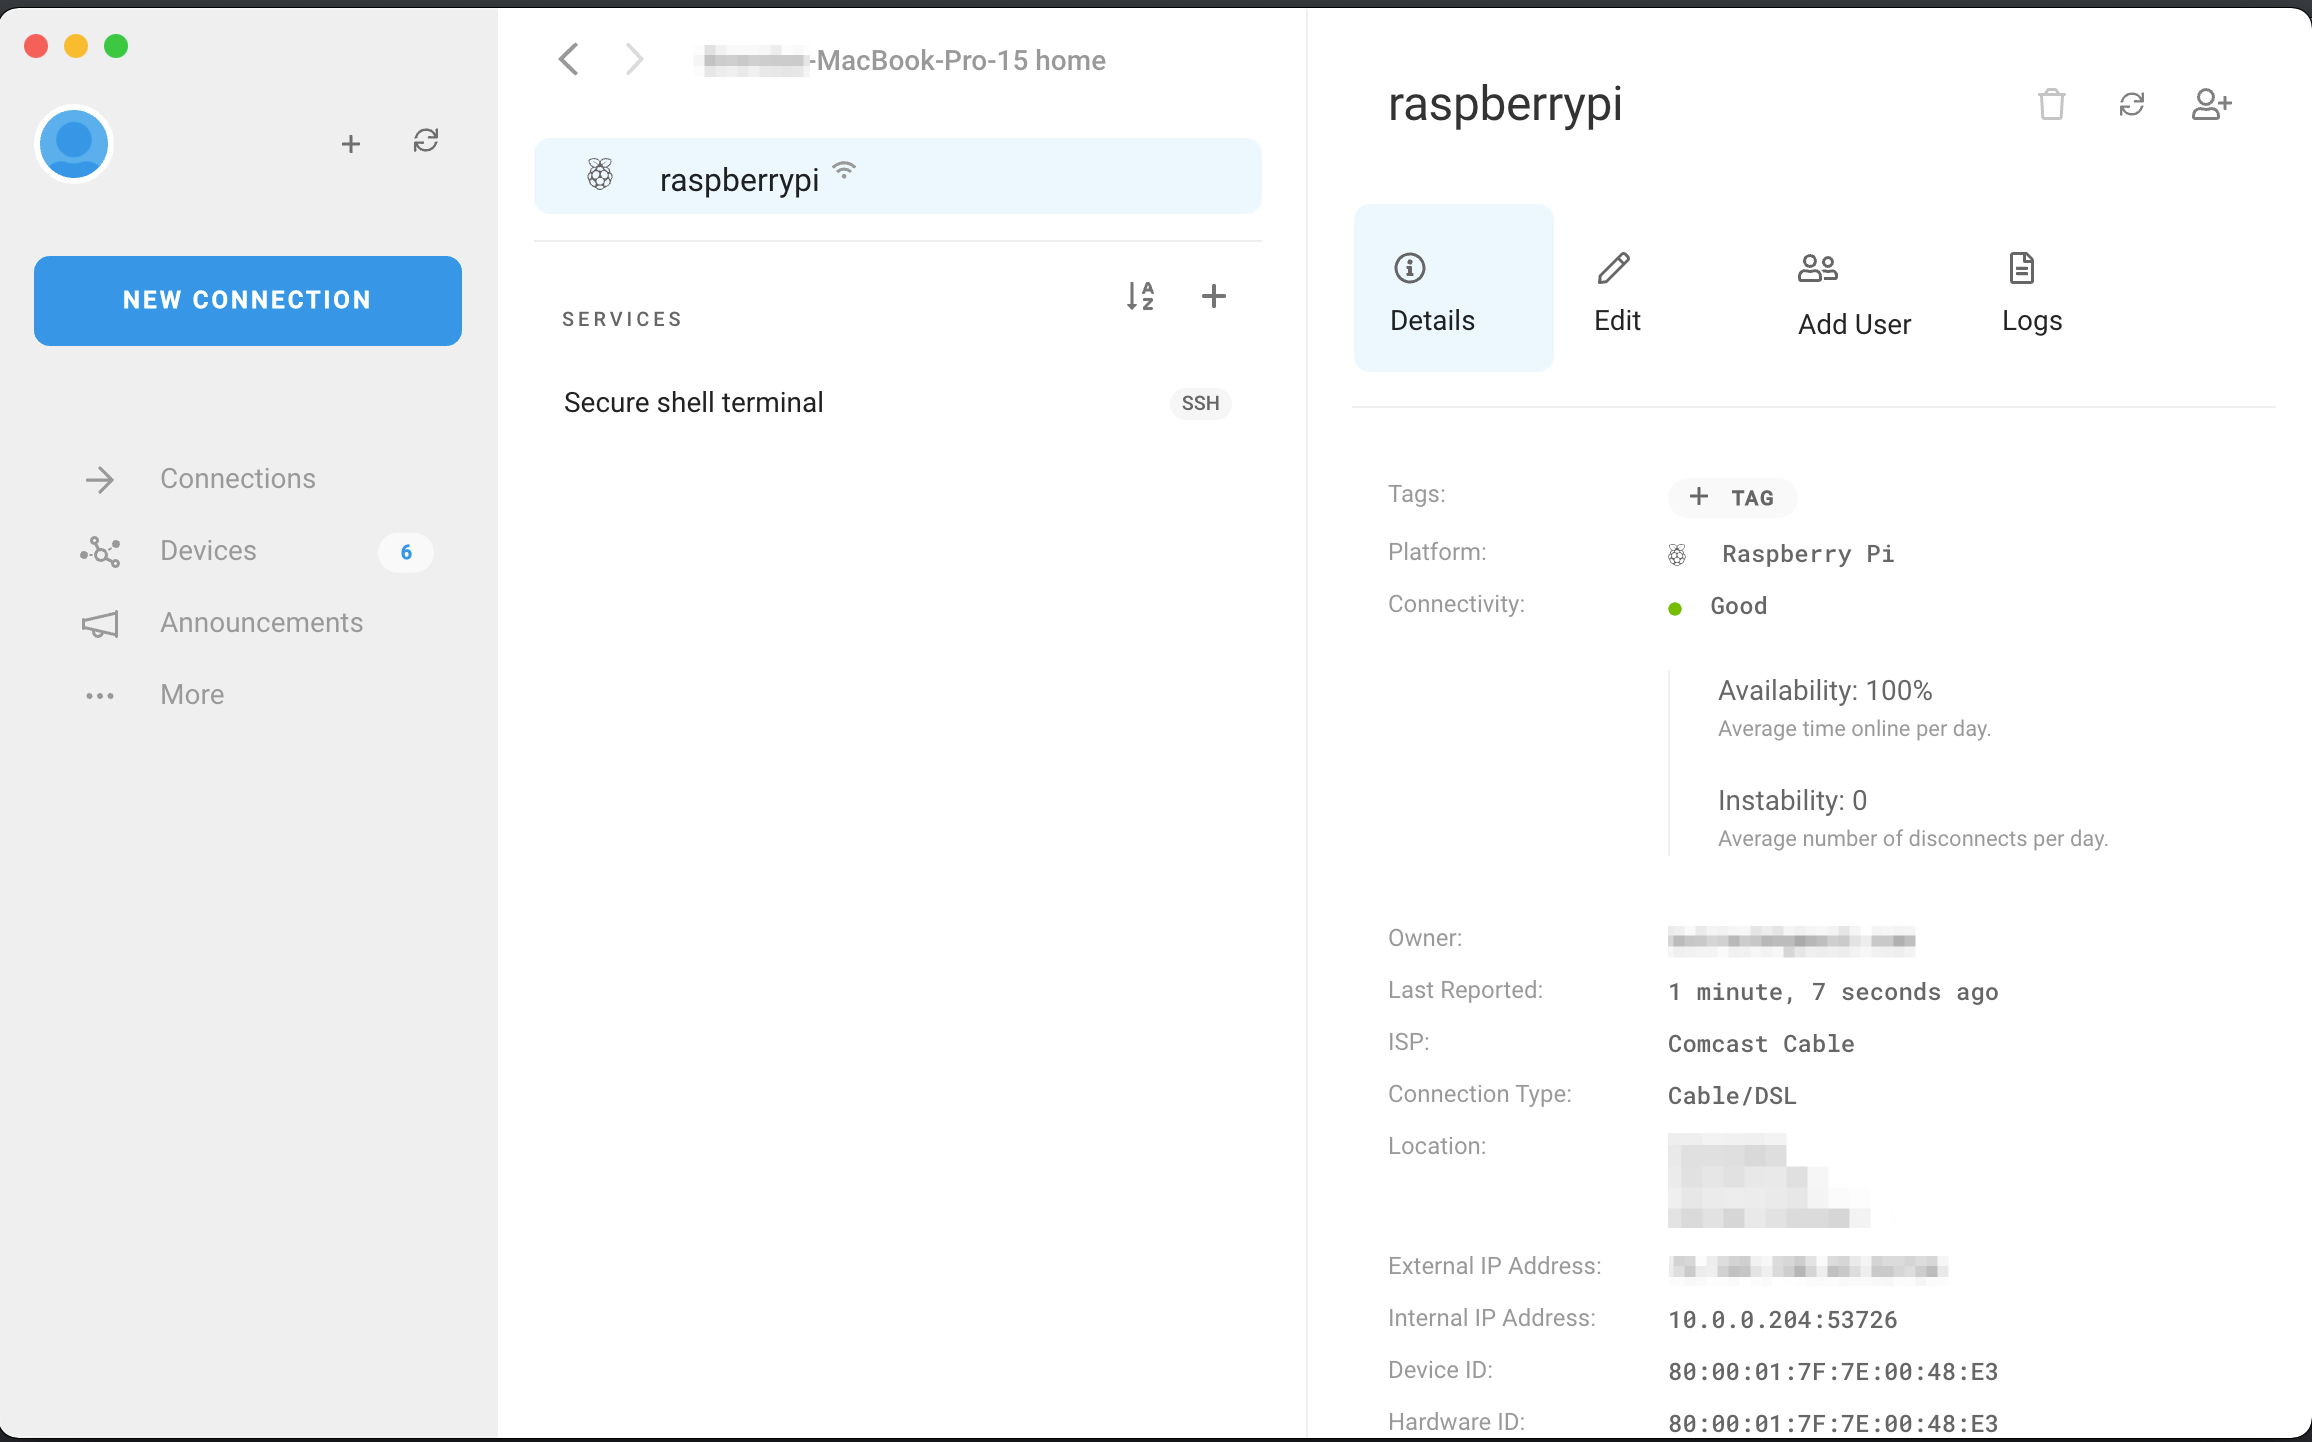 -MacBook-Pro-15 home
NEW CONNECTION
Connections
Devices 6
Announcements
More
raspberrypi
SERVICES
Secure shell terminal SSH
raspberrypi
Details Edit Add User Logs
Tags: + TAG
Platform: Raspberry Pi
Connectivity: Good
Availability: 100%
Average time online per day.
Instability: 0
Average number of disconnects per day.
Owner:
Last Reported: 1 minute, 7 seconds ago
ISP: Comcast Cable
Connection Type: Cable/DSL
Location:
External IP Address:
Internal IP Address: 10.0.0.204:53726
Device ID: 80:00:01:7F:7E:00:48:E3
Hardware ID: 80:00:01:7F:7E:00:48:E3